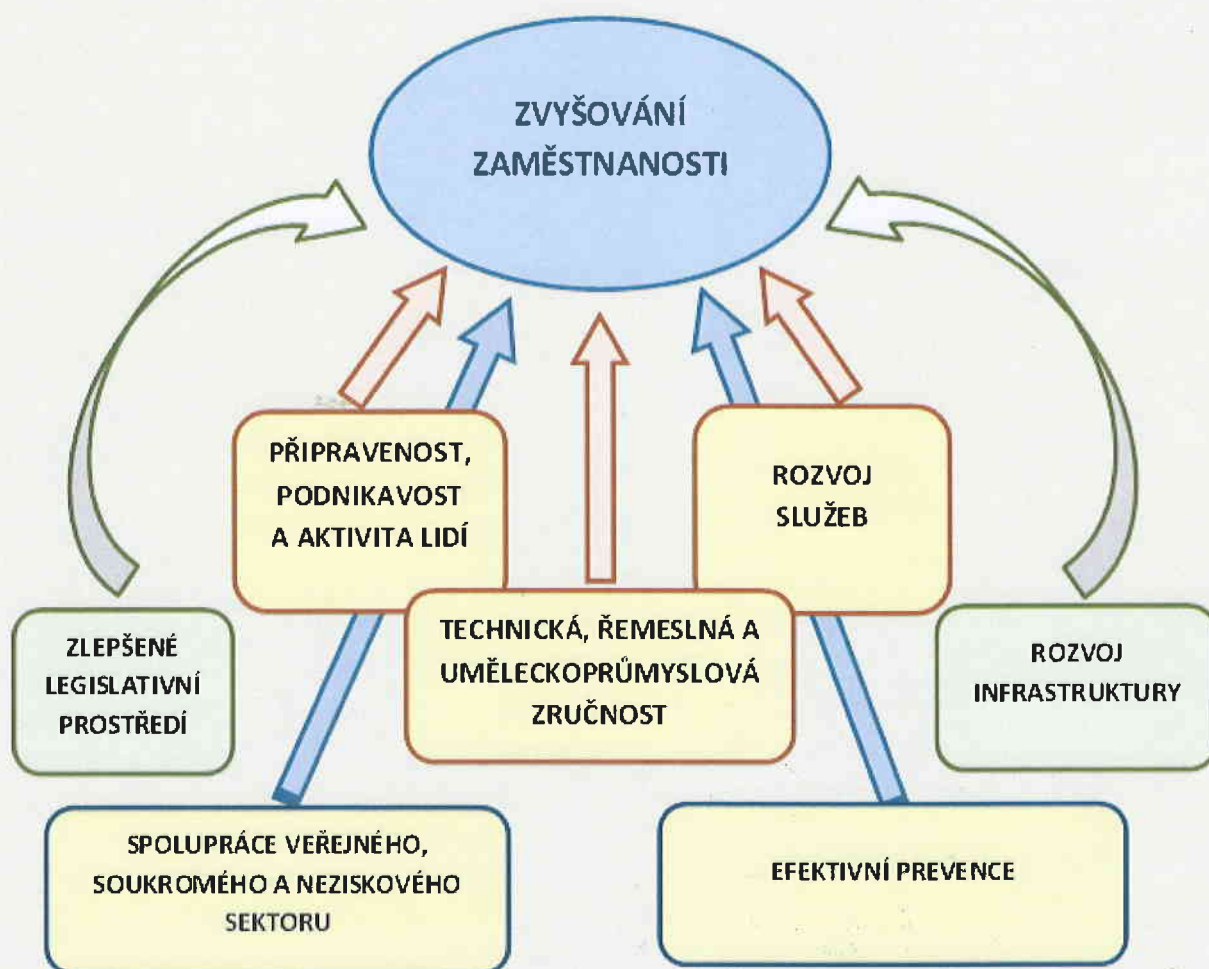 ZVYŠOVÁNÍ
ZAMĚSTNANOSTI
PŘIPRAVENOST,
PODNIKAVOST
A AKTIVITA LIDÍ
ROZVOJ
SLUŽEB
TECHNICKÁ, ŘEMESLNÁ A
UMĚLECKOPRŮMYSLOVÁ
ZRUČNOST
ZLEPŠENÉ
LEGISLATIVNÍ
PROSTŘEDÍ
ROZVOJ
INFRASTRUKTURY
SPOLUPRÁCE VEŘEJNÉHO,
SOUKROMÉHO A NEZISKOVÉHO
SEKTORU
EFEKTIVNÍ PREVENCE